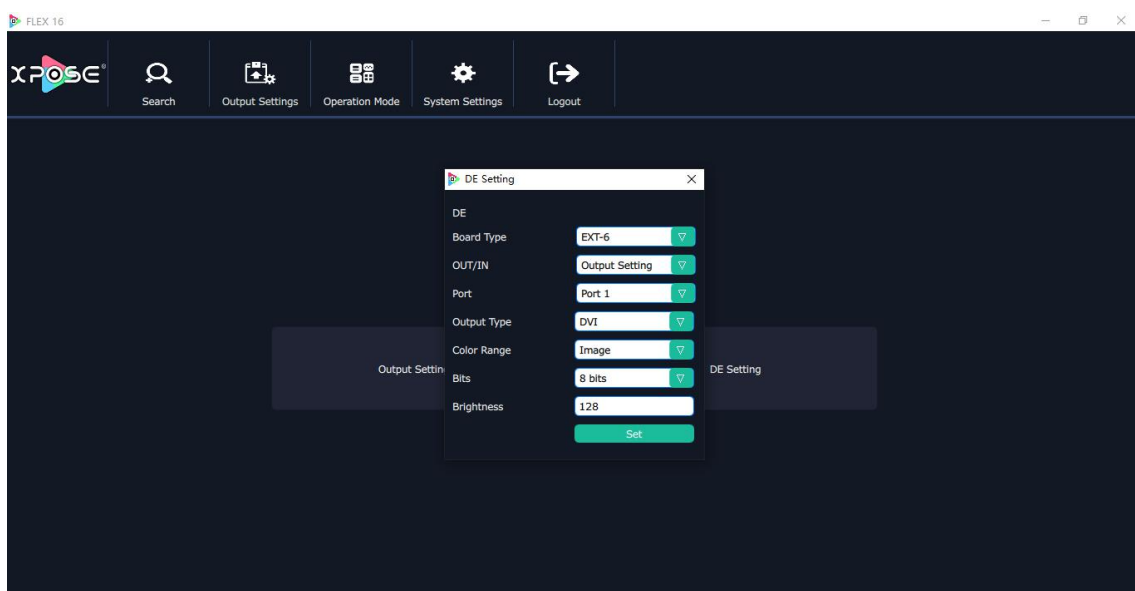 FLEX 16
XPOSE®
Search
Output Settings
Operation Mode
System Settings
Logout
DE Setting
DE
Board Type EXT-6
OUT/IN Output Setting
Port Port 1
Output Type DVI
Color Range Image
Bits 8 bits
Brightness 128
Set
Output Settin
DE Setting